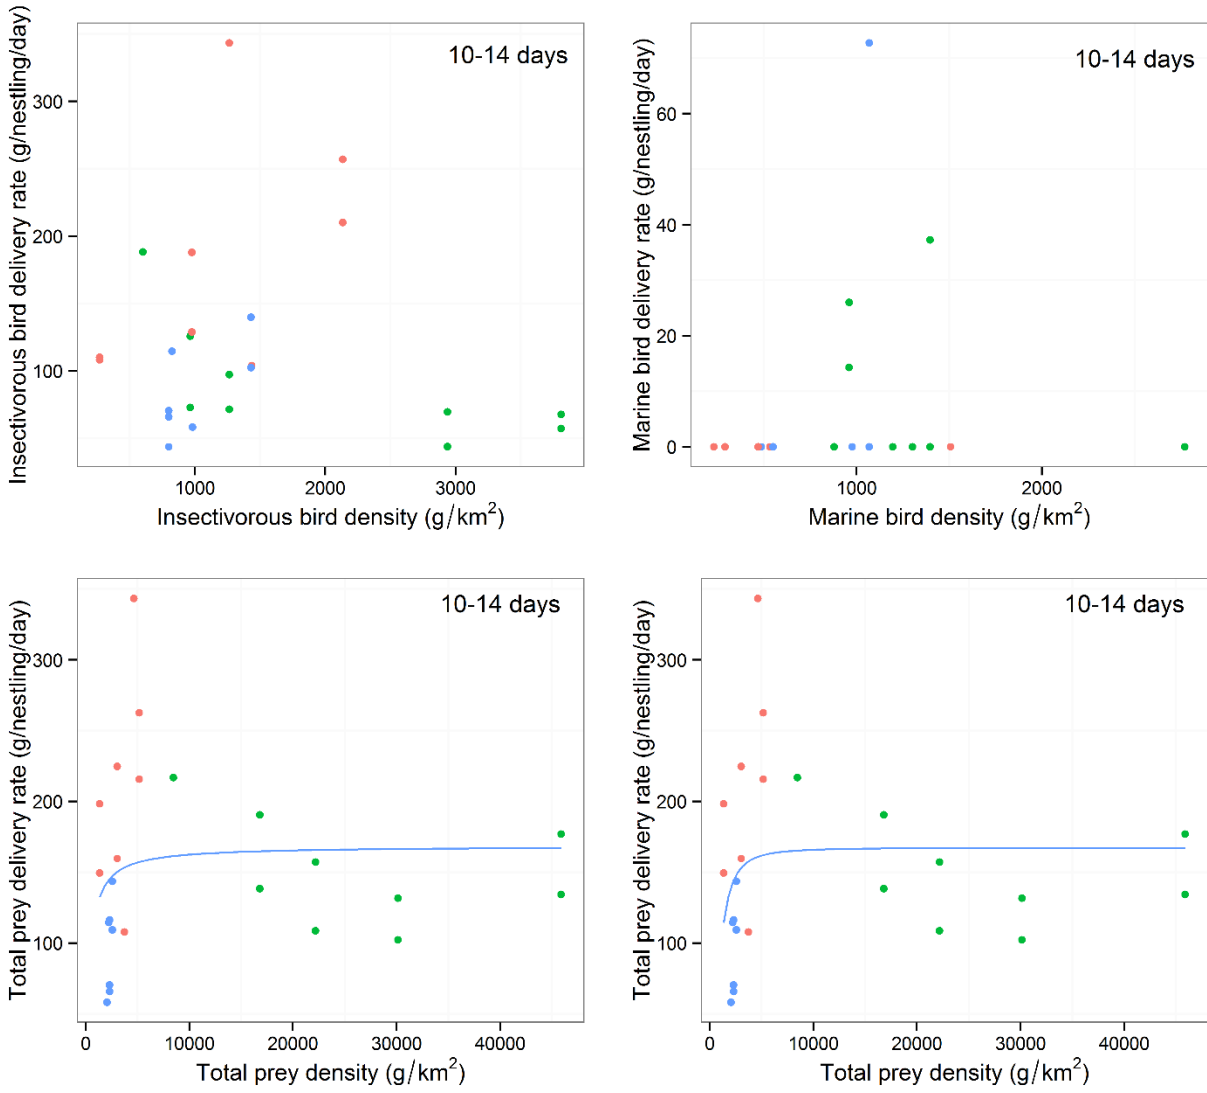 Insectivorous bird delivery rate (g/nestling/day)
10-14 days
300
200
100
1000
2000
3000
Insectivorous bird density (g/km²)
Marine bird delivery rate (g/nestling/day)
10-14 days
60
40
20
0
1000
2000
Marine bird density (g/km²)
Total prey delivery rate (g/nestling/day)
10-14 days
300
200
100
0
10000
20000
30000
40000
Total prey density (g/km²)
Total prey delivery rate (g/nestling/day)
10-14 days
300
200
100
0
10000
20000
30000
40000
Total prey density (g/km²)